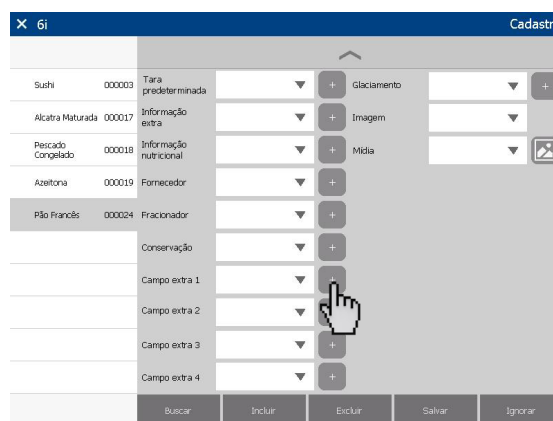 × 6i Cadastr
Sushi 000003
Alcatra Maturada 000017
Pescado
Congelado 000018
Azeitona 000019
Pão Francês 000024
Tara
predeterminada
Informação
extra
Informação
nutricional
Fornecedor
Fracionador
Conservação
Campo extra 1
Campo extra 2
Campo extra 3
Campo extra 4
Glaciamento
Imagem
Mídia
Buscar Incluir Excluir Salvar Ignorar